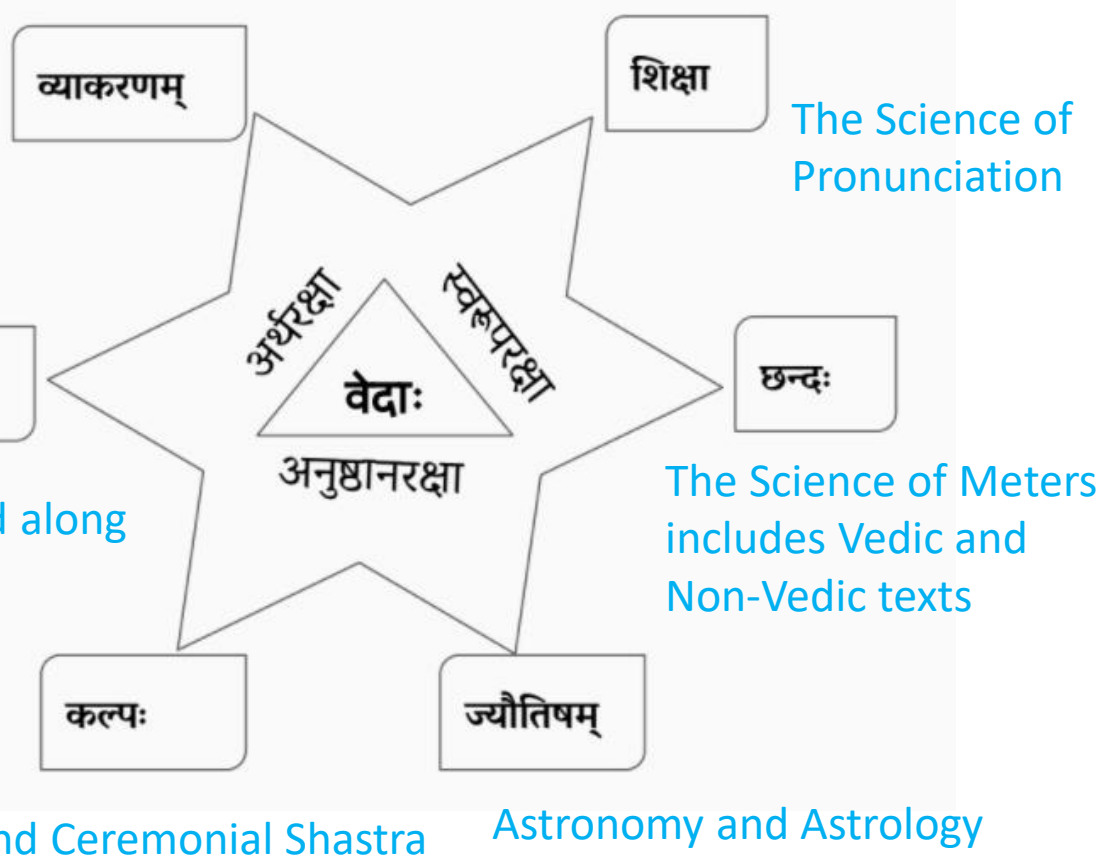 व्याकरणम्
शिक्षा
The Science of
Pronunciation
अर्थरक्षा
स्वरूपरक्षा
वेदाः
अनुष्ठानरक्षा
छन्दः
The Science of Meters
includes Vedic and
Non-Vedic texts
along
कल्पः
ज्यौतिषम्
Ceremonial Shastra
Astronomy and Astrology